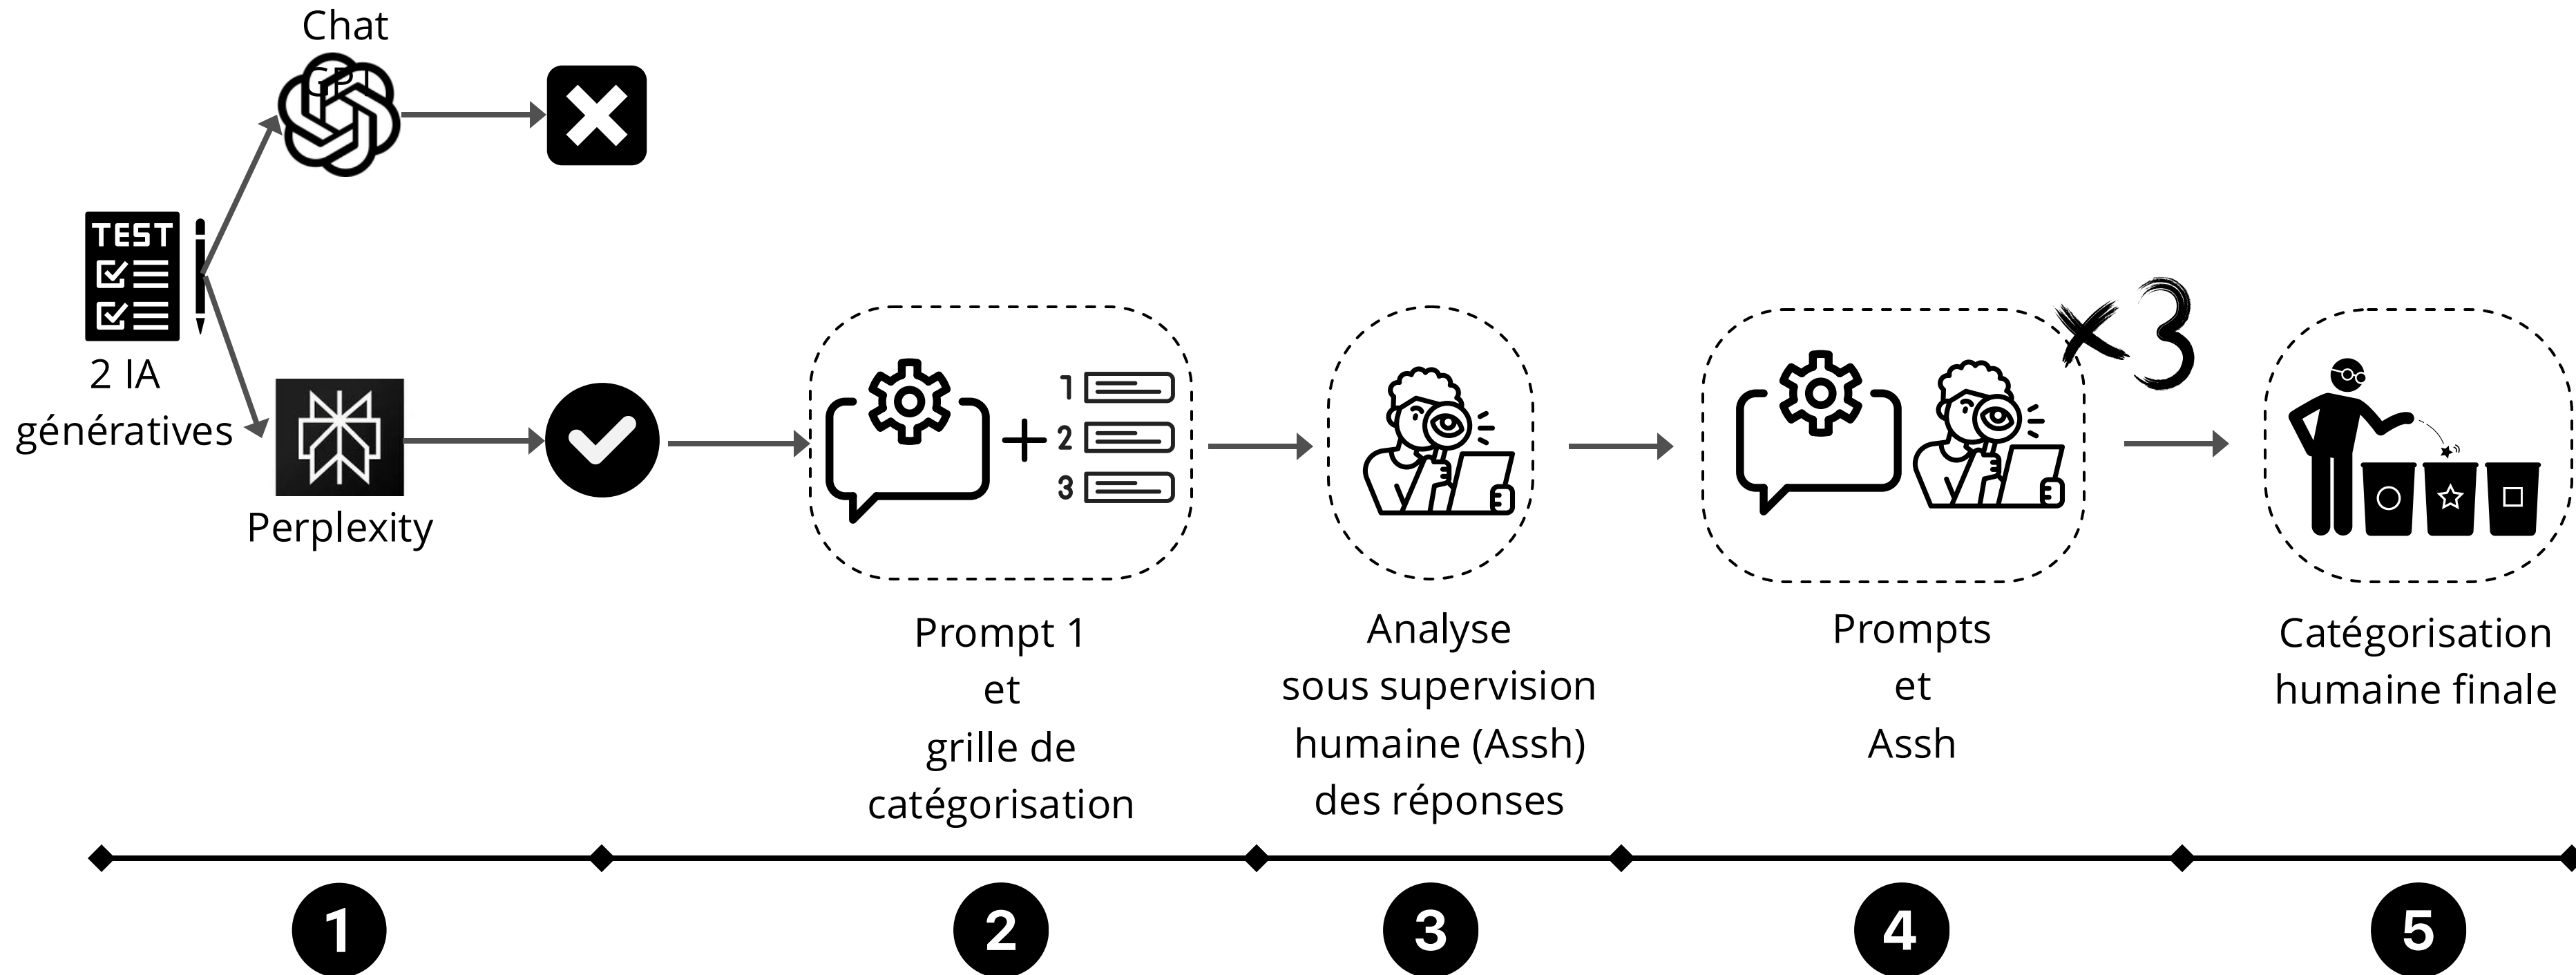 Chat
GPT
TEST
2 IA
génératives
Perplexity
1
2
3
×3
Prompt 1
et
grille de
catégorisation
Analyse
sous supervision
humaine (Assh)
des réponses
Prompts
et
Assh
Catégorisation
humaine finale
1
2
3
4
5